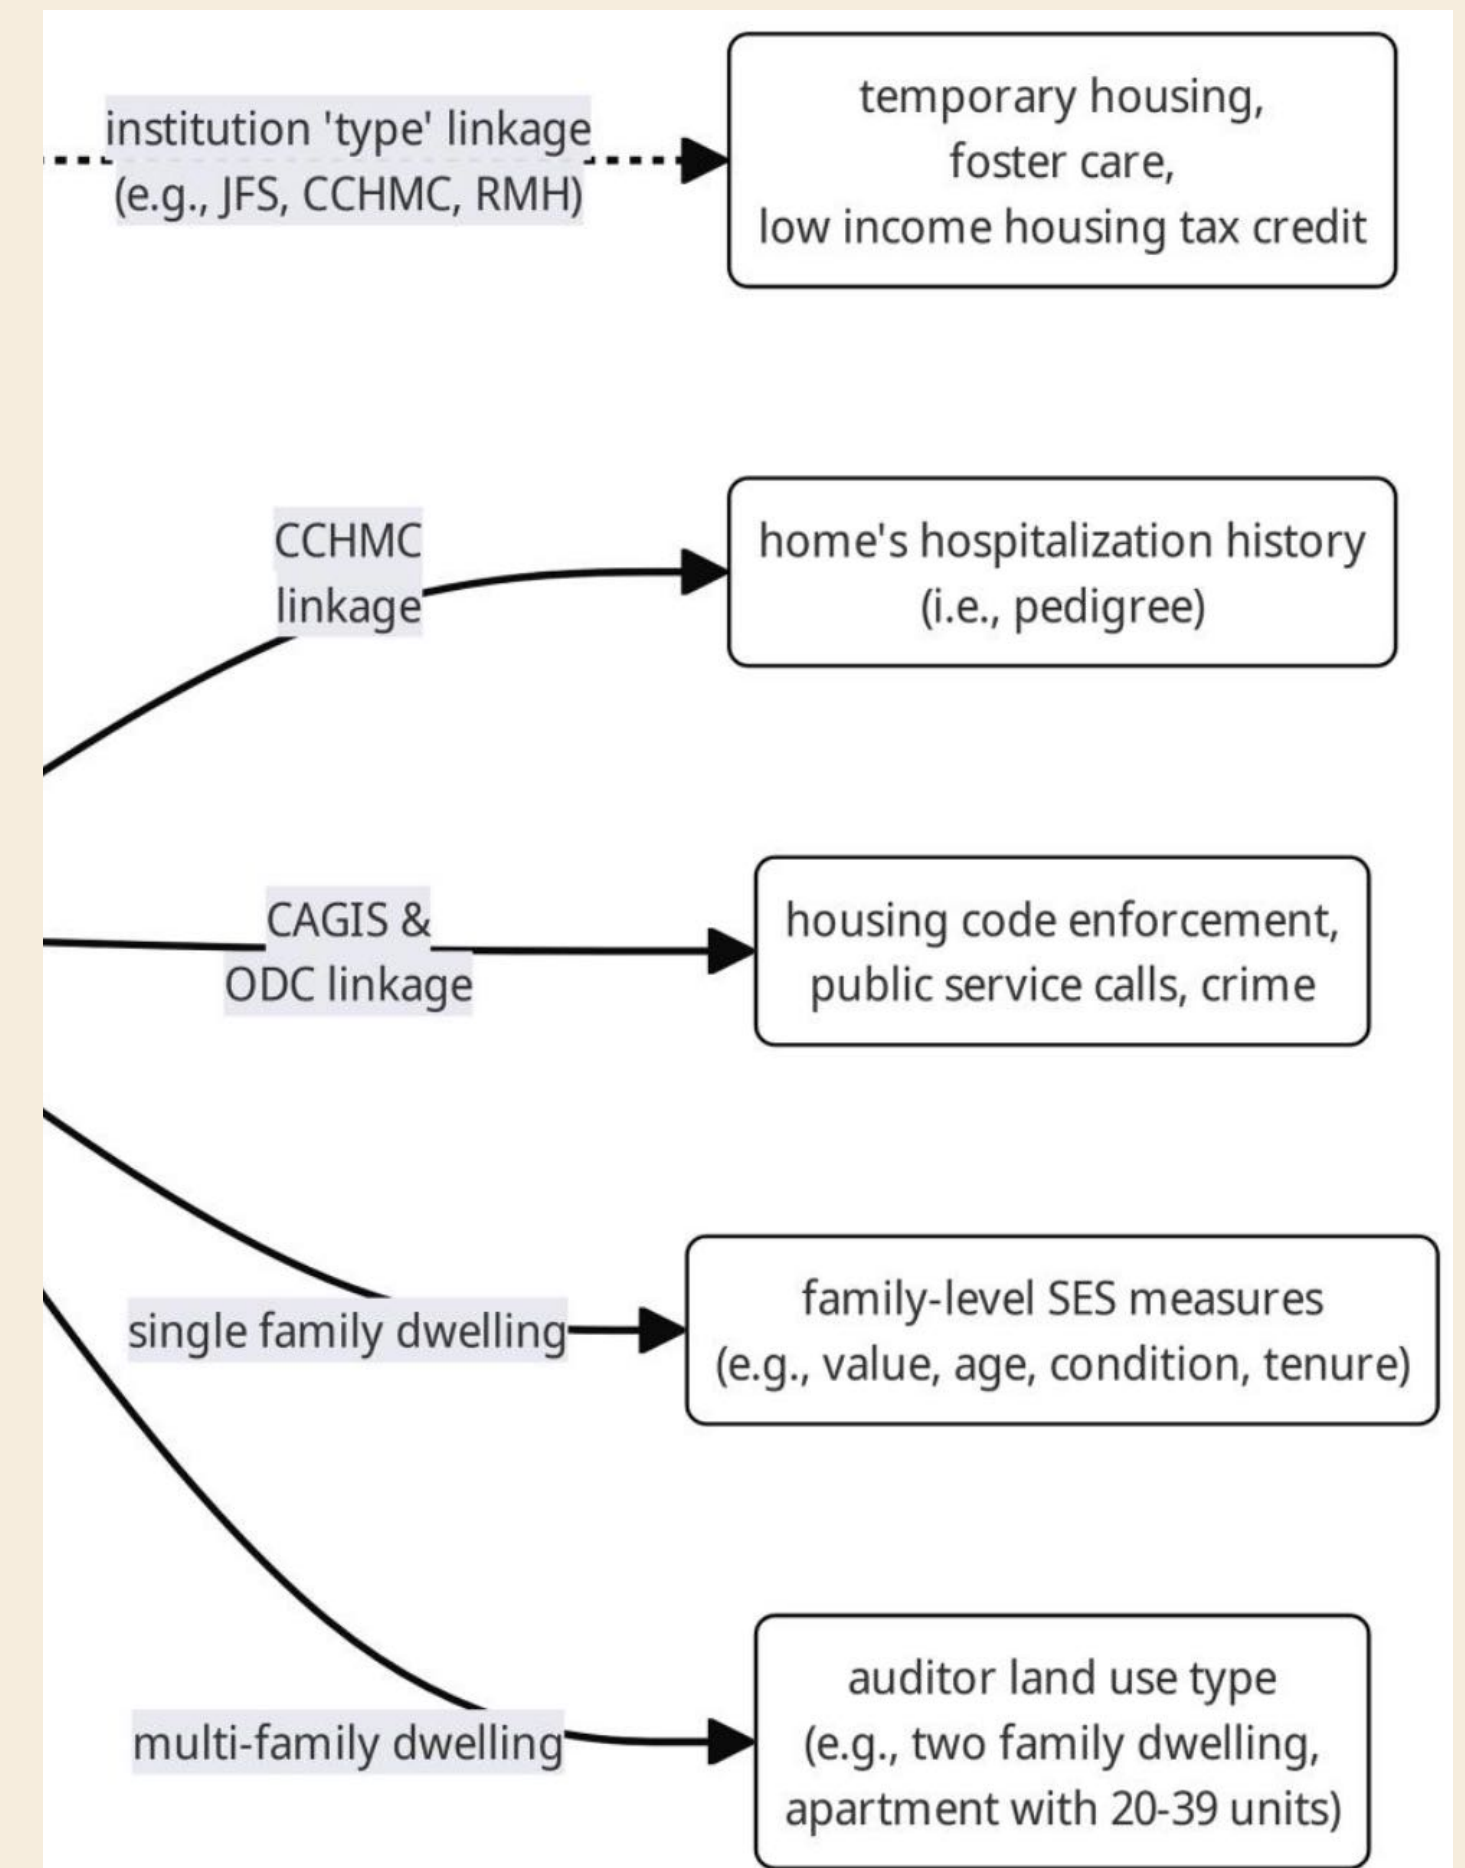 institution 'type' linkage
(e.g., JFS, CCHMC, RMH)
temporary housing,
foster care,
low income housing tax credit
CCHMC
linkage
home's hospitalization history
(i.e., pedigree)
CAGIS &
ODC linkage
housing code enforcement,
public service calls, crime
single family dwelling
family-level SES measures
(e.g., value, age, condition, tenure)
multi-family dwelling
auditor land use type
(e.g., two family dwelling,
apartment with 20-39 units)